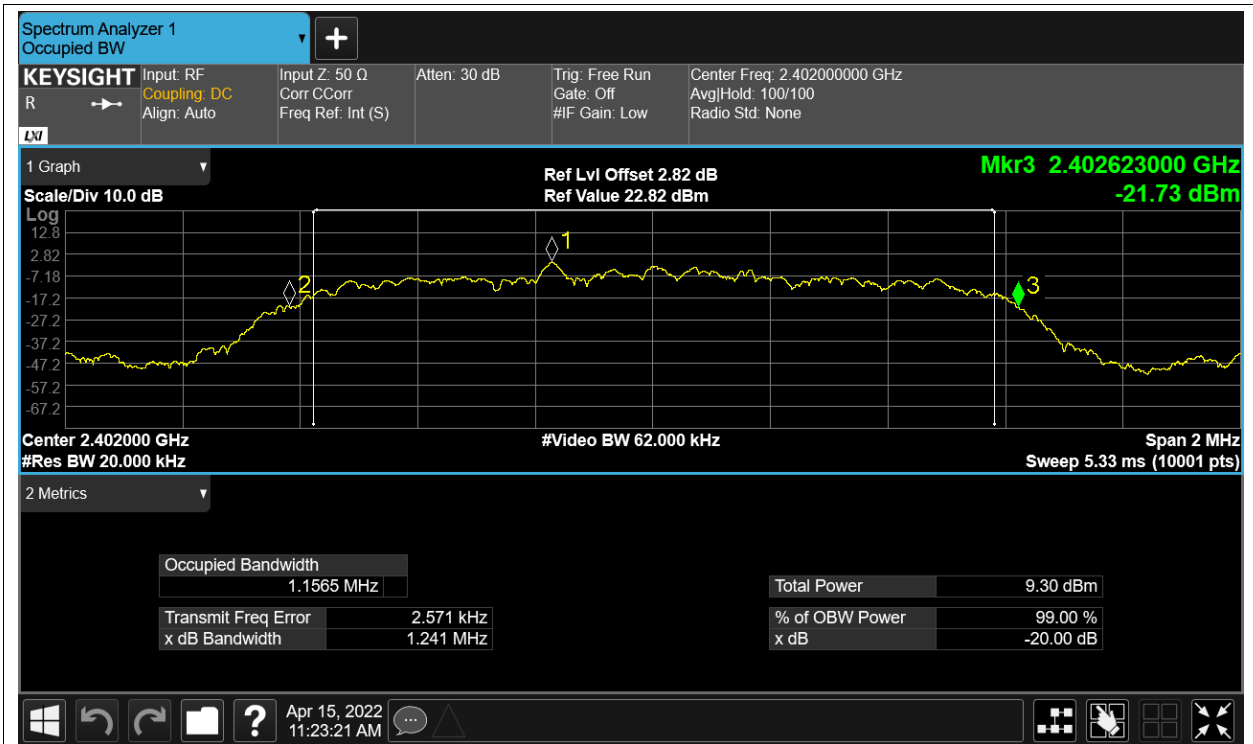 Spectrum Analyzer 1
Occupied BW
KEYSIGHT
R
LXI
Input: RF
Coupling: DC
Align: Auto
Input Z: 50 Ω
Corr CCorr
Freq Ref: Int (S)
Atten: 30 dB
Trig: Free Run
Gate: Off
#IF Gain: Low
Center Freq: 2.402000000 GHz
Avg|Hold: 100/100
Radio Std: None
1 Graph
Scale/Div 10.0 dB
Ref Lvl Offset 2.82 dB
Ref Value 22.82 dBm
Mkr3 2.402623000 GHz
-21.73 dBm
Log
12.8
2.82
-7.18
-17.2
-27.2
-37.2
-47.2
-57.2
-67.2
1
2
3
Center 2.402000 GHz
#Video BW 62.000 kHz
Span 2 MHz
#Res BW 20.000 kHz
Sweep 5.33 ms (10001 pts)
2 Metrics
Occupied Bandwidth
1.1565 MHz
Total Power 9.30 dBm
Transmit Freq Error 2.571 kHz
% of OBW Power 99.00 %
x dB Bandwidth 1.241 MHz
x dB -20.00 dB
?
Apr 15, 2022
11:23:21 AM